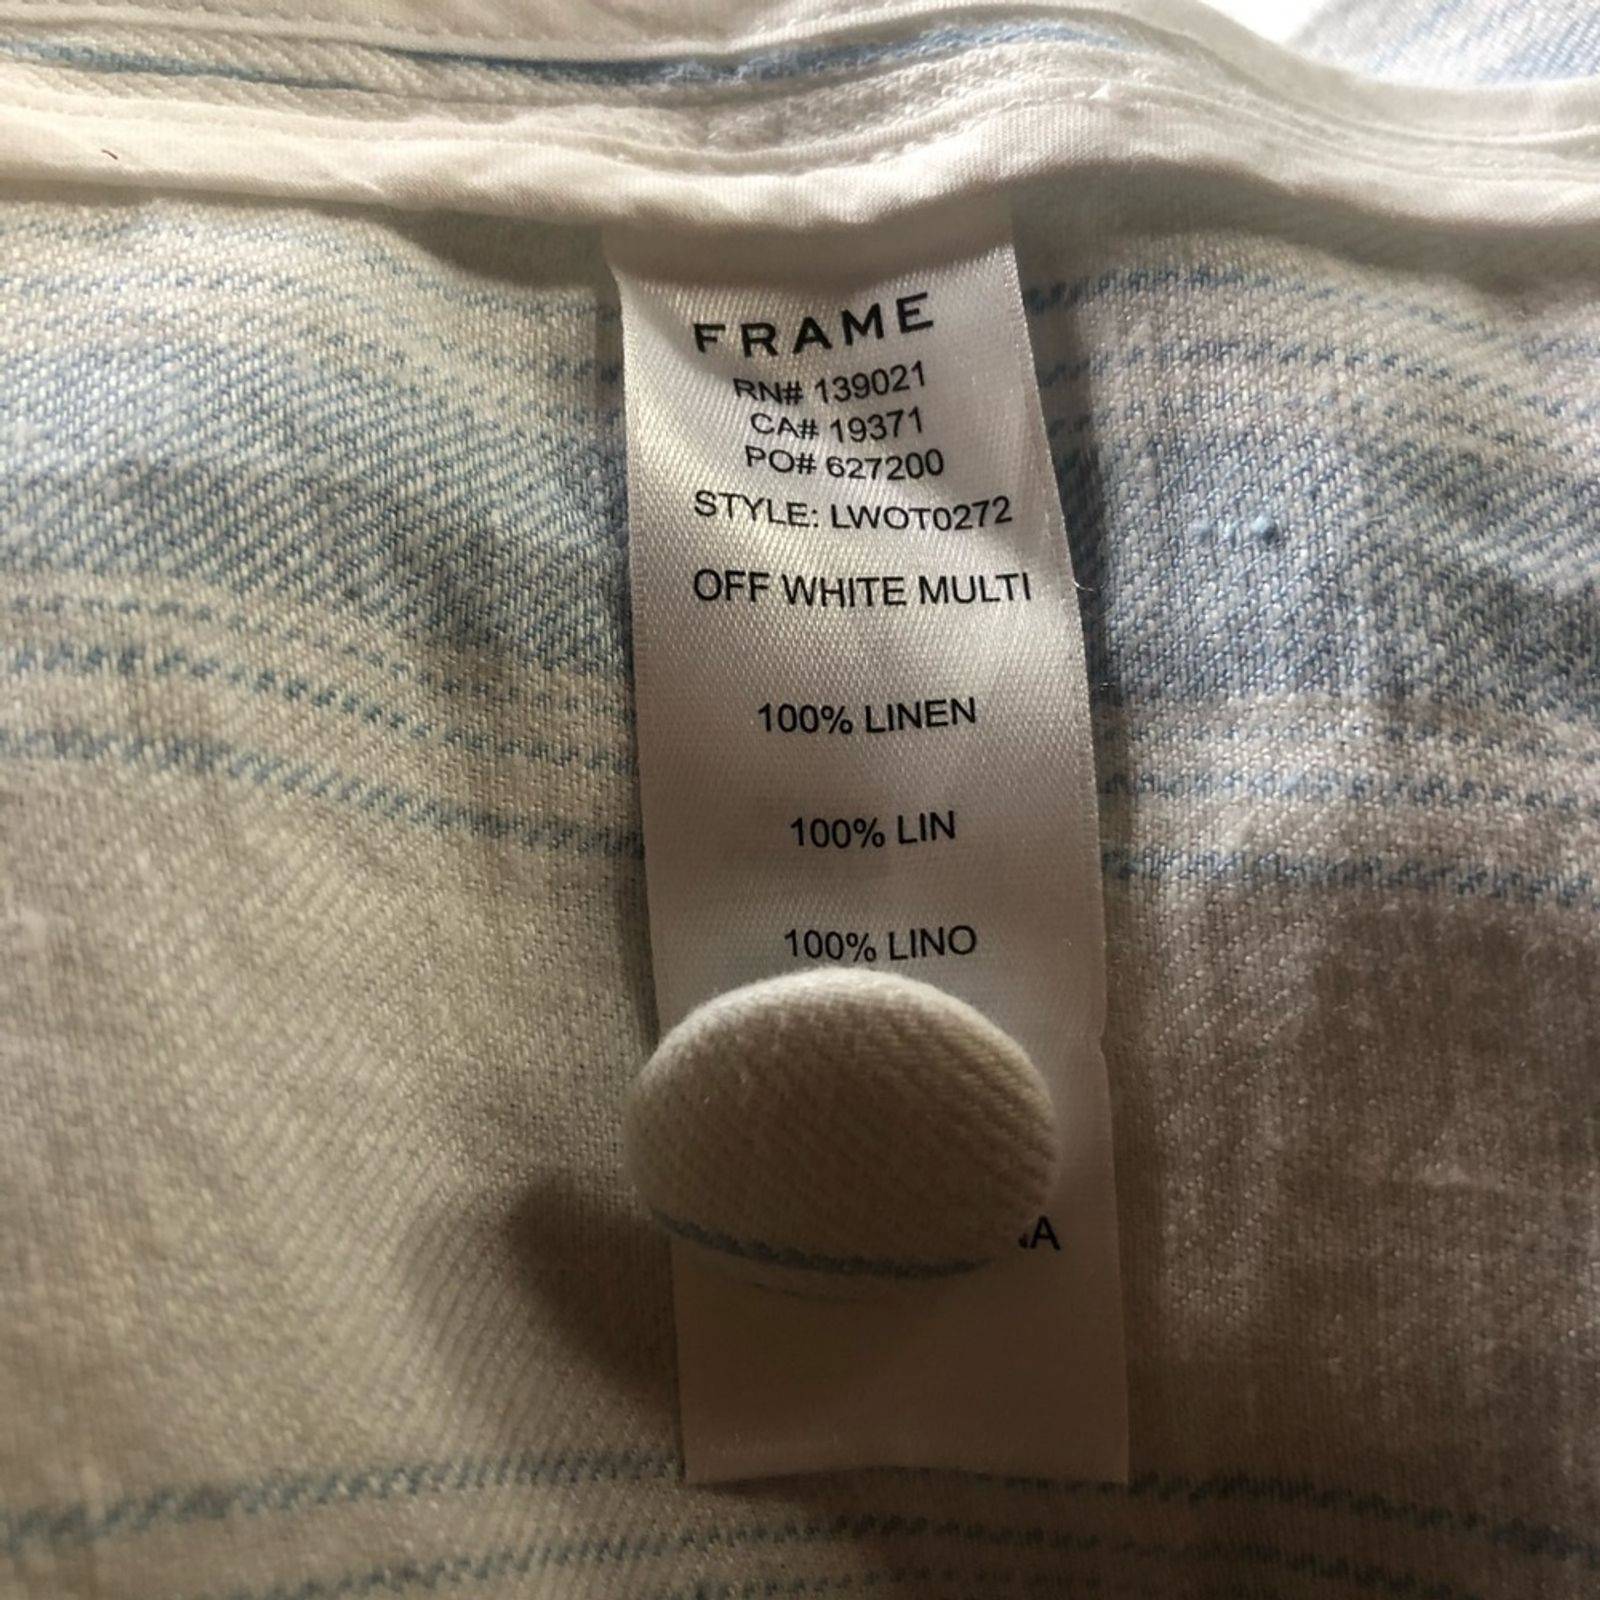 FRAME
RN# 139021
CA# 19371
PO# 627200
STYLE: LWOT0272
OFF WHITE MULTI
100% LINEN
100% LIN
100% LINO